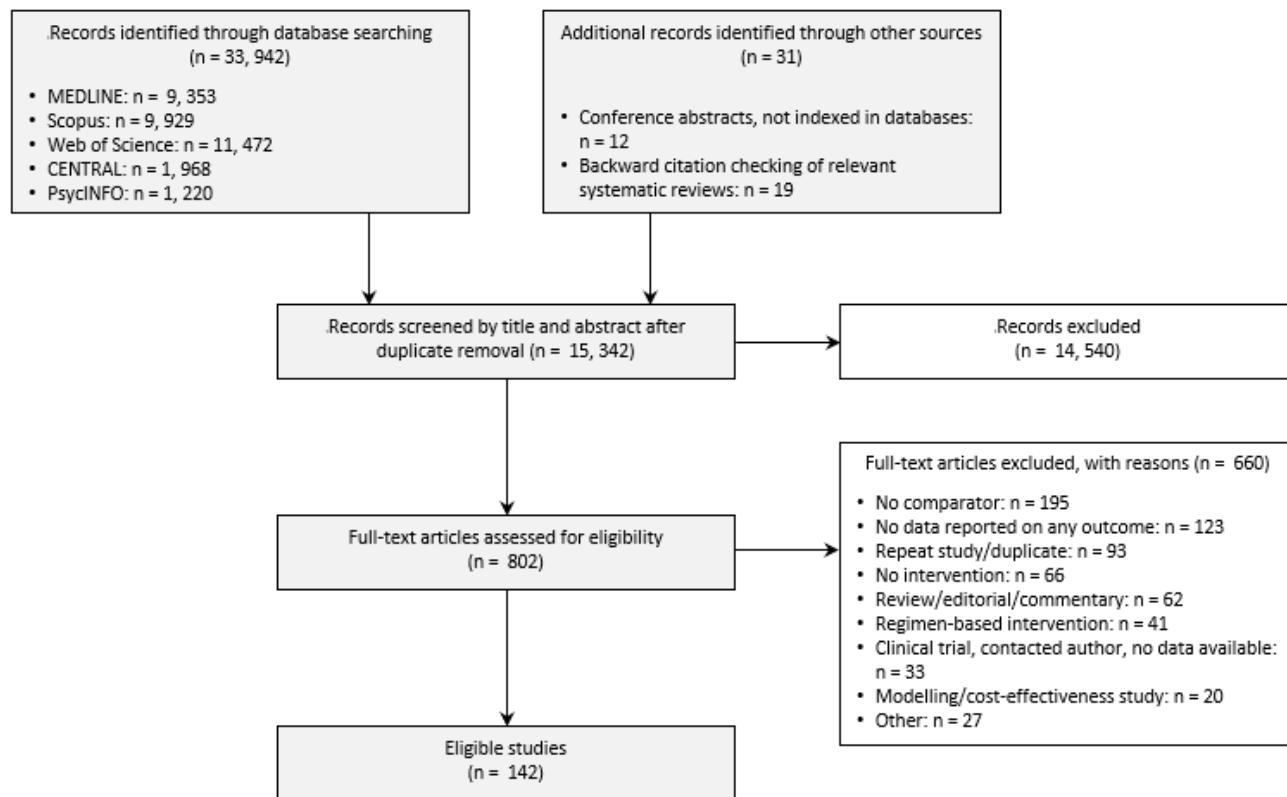 .Records identified through database searching
(n = 33, 942)
• MEDLINE: n = 9, 353
• Scopus: n = 9, 929
• Web of Science: n = 11, 472
• CENTRAL: n = 1, 968
• PsycINFO: n = 1, 220
Additional records identified through other sources
(n = 31)
• Conference abstracts, not indexed in databases:
n = 12
• Backward citation checking of relevant
systematic reviews: n = 19
.Records screened by title and abstract after
duplicate removal (n = 15, 342)
.Records excluded
(n = 14, 540)
Full-text articles assessed for eligibility
(n = 802)
Full-text articles excluded, with reasons (n = 660)
• No comparator: n = 195
• No data reported on any outcome: n = 123
• Repeat study/duplicate: n = 93
• No intervention: n = 66
• Review/editorial/commentary: n = 62
• Regimen-based intervention: n = 41
• Clinical trial, contacted author, no data available:
n = 33
• Modelling/cost-effectiveness study: n = 20
• Other: n = 27
Eligible studies
(n = 142)